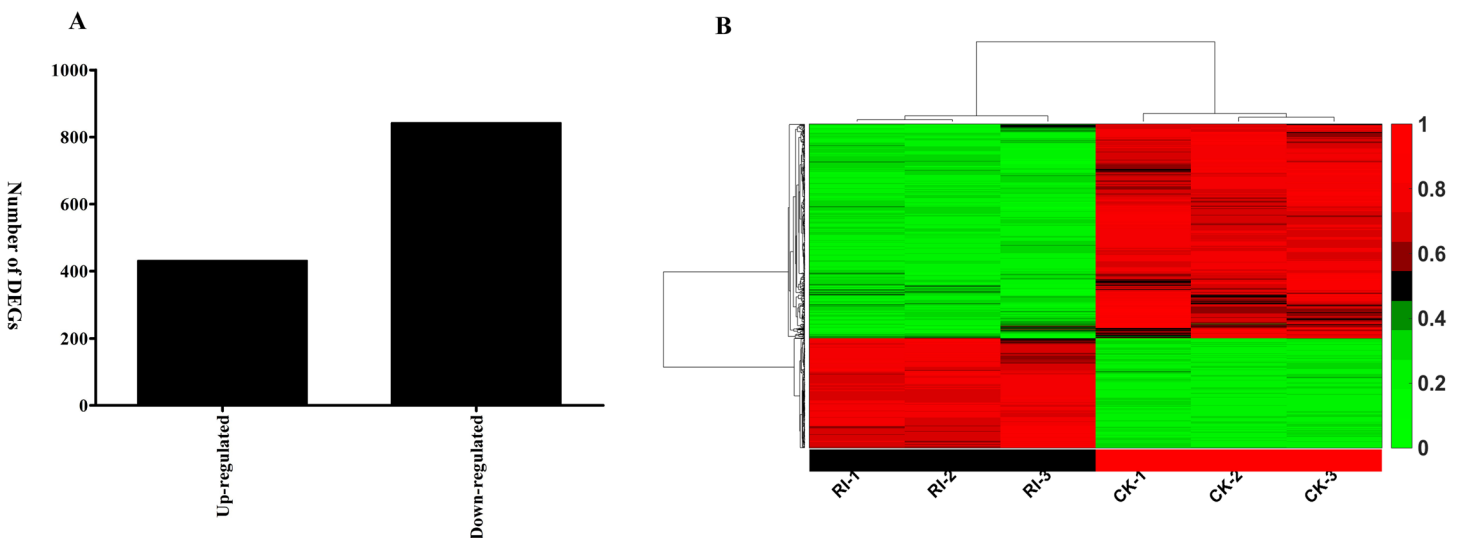 A
B
1000
800
600
400
200
0
Number of DEGs
Up-regulated
Down-regulated
1
0.8
0.6
0.4
0.2
0
RI-1
RI-2
RI-3
CK-1
CK-2
CK-3